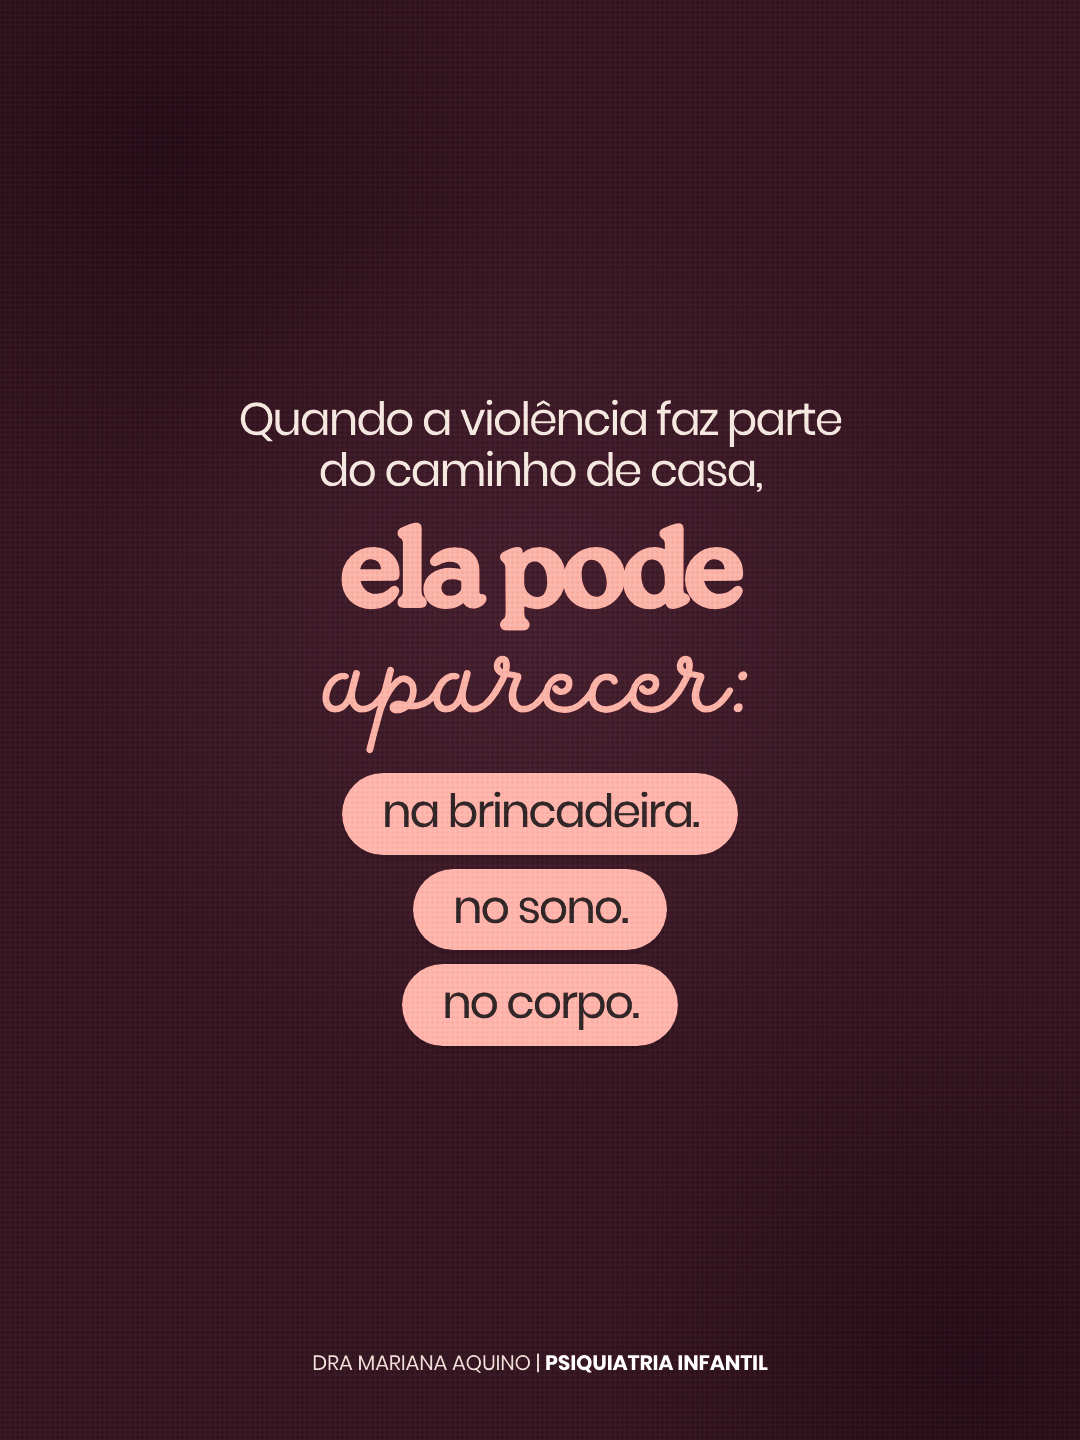 Quando a violência faz parte
do caminho de casa,
ela pode
aparecer:
na brincadeira.
no sono.
no corpo.
DRA MARIANA AQUINO | PSIQUIATRIA INFANTIL